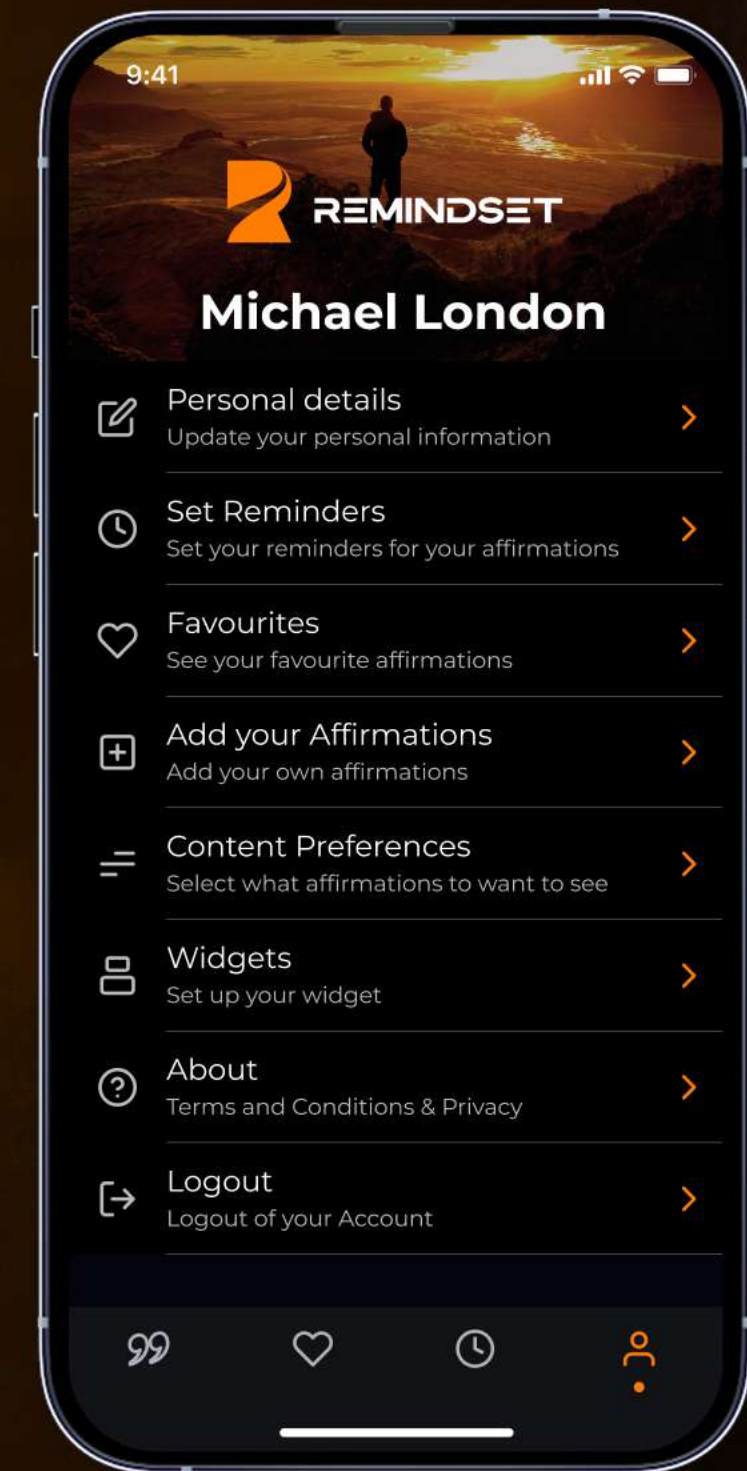 9:41
REMINDSET
Michael London
Personal details
Update your personal information
Set Reminders
Set your reminders for your affirmations
Favourites
See your favourite affirmations
Add your Affirmations
Add your own affirmations
Content Preferences
Select what affirmations to want to see
Widgets
Set up your widget
About
Terms and Conditions & Privacy
Logout
Logout of your Account